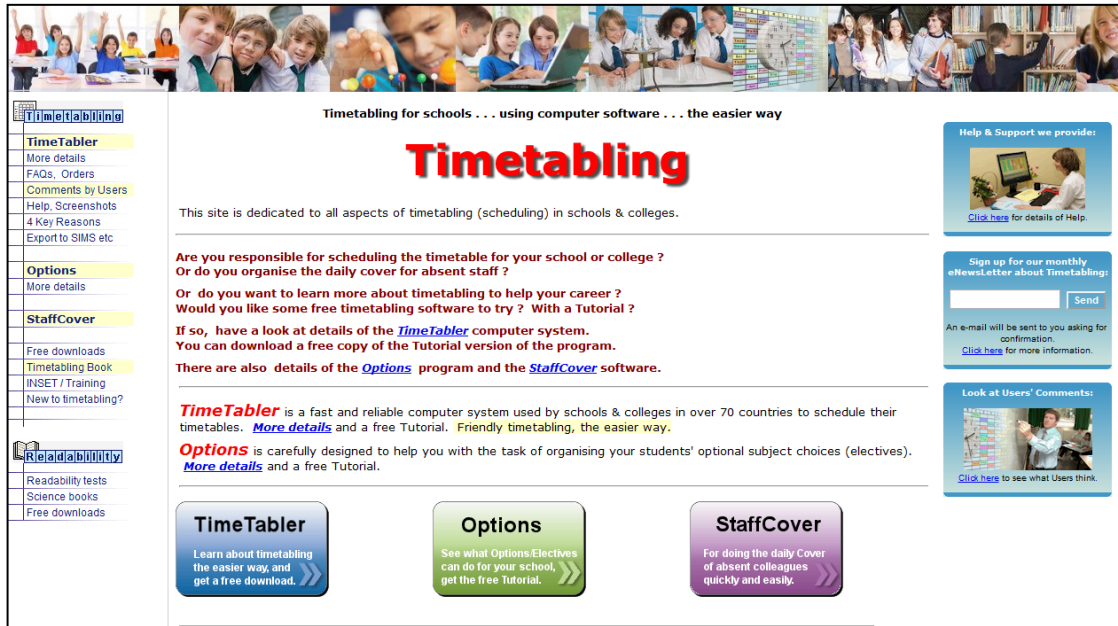 Timetabling for schools . . . using computer software . . . the easier way
Timetabling
This site is dedicated to all aspects of timetabling (scheduling) in schools & colleges.
Are you responsible for scheduling the timetable for your school or college ?
Or do you organise the daily cover for absent staff ?
Or  do you want to learn more about timetabling to help your career ?
Would you like some free timetabling software to try ?  With a Tutorial ?
If so,  have a look at details of the TimeTabler computer system.
You can download a free copy of the Tutorial version of the program.
There are also  details of the Options  program and the StaffCover software.
TimeTabler is a fast and reliable computer system used by schools & colleges in over 70 countries to schedule their
timetables.  More details and a free Tutorial.  Friendly timetabling, the easier way.
Options is carefully designed to help you with the task of organising your students' optional subject choices (electives).
More details and a free Tutorial.
TimeTabler
Learn about timetabling
the easier way, and
get a free download.
Options
See what Options/Electives
can do for your school,
get the free Tutorial.
StaffCover
For doing the daily Cover
of absent colleagues
quickly and easily.
Timetabling
TimeTabler
More details
FAQs,  Orders
Comments by Users
Help, Screenshots
4 Key Reasons
Export to SIMS etc
Options
More details
StaffCover
Free downloads
Timetabling Book
INSET / Training
New to timetabling?
Readability
Readability tests
Science books
Free downloads
Help & Support we provide:
Click here for details of Help.
Sign up for our monthly
eNewsLetter about Timetabling:
Send
An e-mail will be sent to you asking for
confirmation.
Click here for more information.
Look at Users' Comments:
Click here to see what Users think.